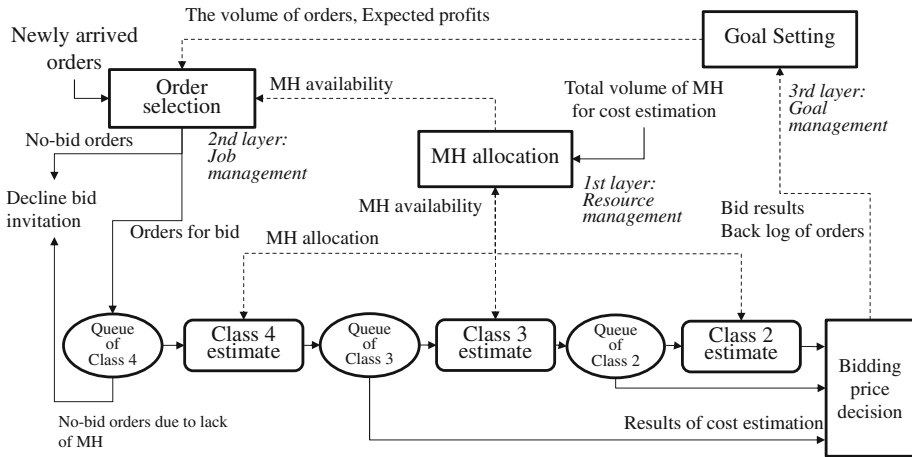 The volume of orders, Expected profits
Newly arrived
orders
Goal Setting
Order
selection
MH availability
Total volume of MH
for cost estimation
3rd layer:
Goal
management
No-bid orders
2nd layer:
Job
management
MH allocation
1st layer:
Resource
management
Decline bid
invitation
MH availability
Bid results
Back log of orders
Orders for bid
MH allocation
Queue
of
Class 4
Class 4
estimate
Queue
of
Class 3
Class 3
estimate
Queue
of
Class 2
Class 2
estimate
Bidding
price
decision
No-bid orders due to lack
of MH
Results of cost estimation